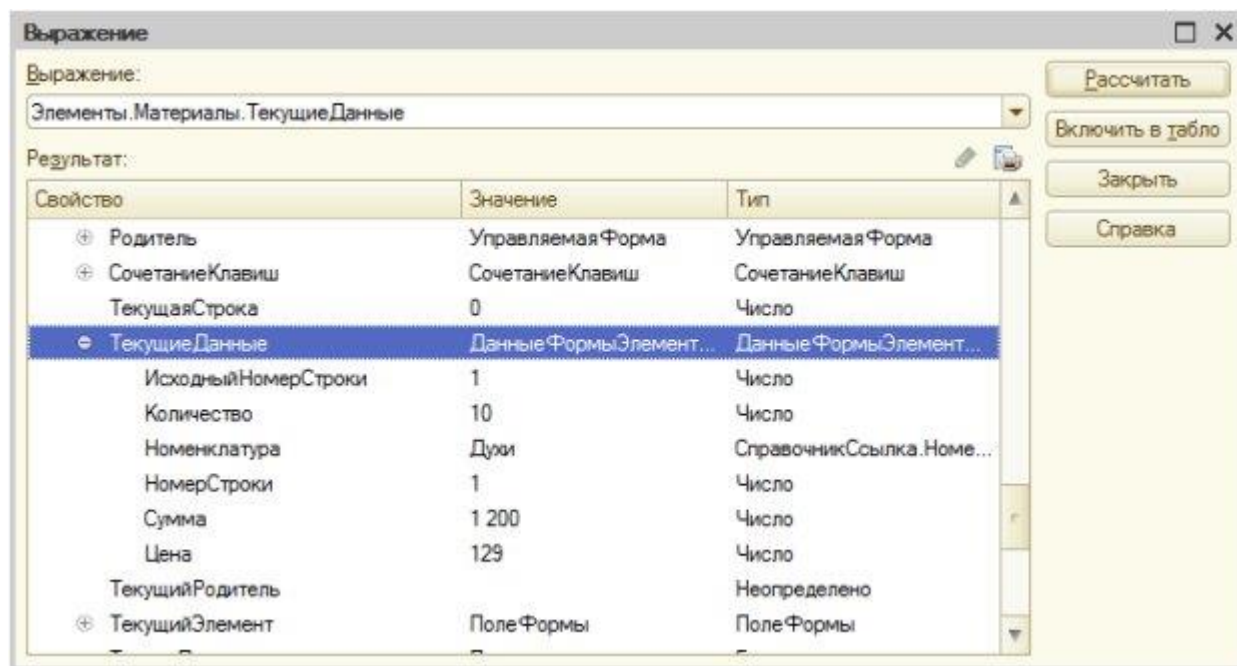 Выражение
Выражение:
Рассчитать
Элементы.Материалы.ТекущиеДанные
Включить в табло
Результат:
Закрыть
Свойство Значение Тип
Справка
Родитель УправляемаяФорма УправляемаяФорма
СочетаниеКлавиш СочетаниеКлавиш СочетаниеКлавиш
ТекущаяСтрока 0 Число
ТекущиеДанные ДанныеФормыЭлемент... ДанныеФормыЭлемент...
ИсходныйНомерСтроки 1 Число
Количество 10 Число
Номенклатура Духи СправочникСсылка.Номе...
НомерСтроки 1 Число
Сумма 1 200 Число
Цена 129 Число
ТекущийРодитель Неопределено
ТекущийЭлемент ПолеФормы ПолеФормы